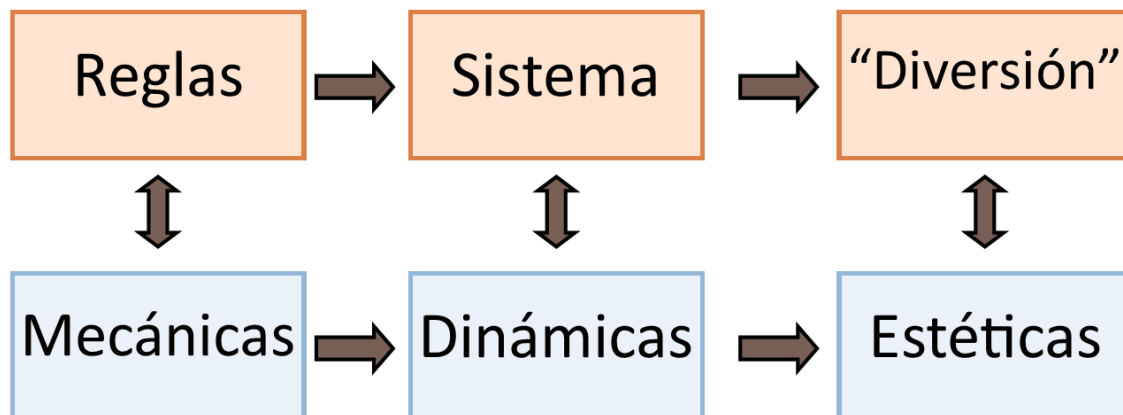 Reglas
Sistema
“Diversión”
Mecánicas
Dinámicas
Estéticas